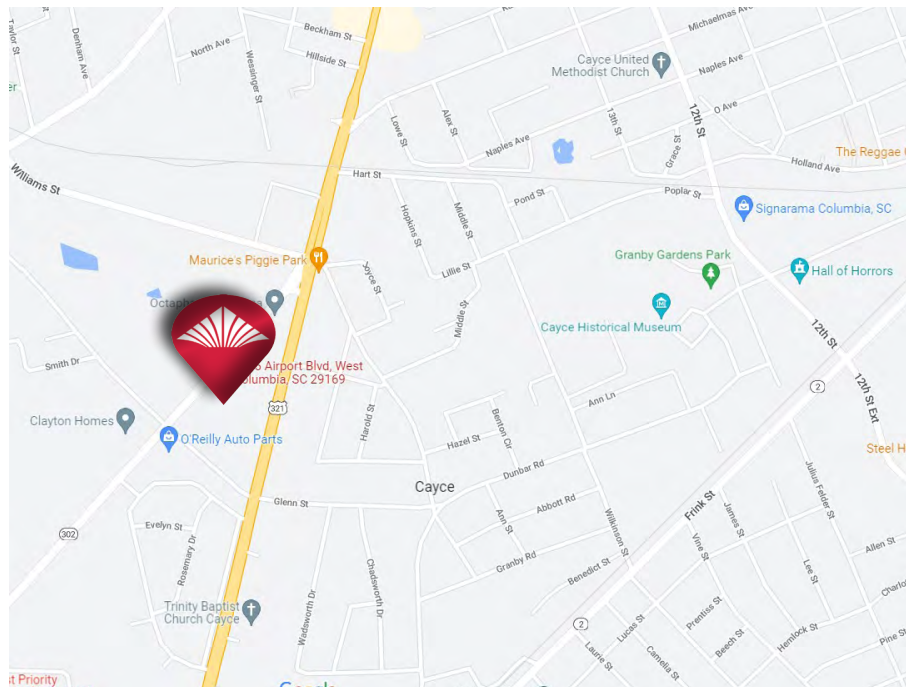 Taylor St
Denham Ave
North Ave
Wessinger St
Beckham St
Hillside St
Michaelmas Ave
Cayce United
Methodist Church
Naples Ave
12th St
O Ave
13th St
Grace St
Alex St
Lowe St
Naples Ave
Holland Ave
The Reggae
Williams St
Hart St
Pond St
Poplar St
Signarama Columbia, SC
Hopkins St
Middle St
Maurice's Piggie Park
Lillie St
Joyce St
Granby Gardens Park
Hall of Horrors
Middle St
Cayce Historical Museum
12th St
Smith Dr
Airport Blvd, West
Columbia, SC 29169
2
12th St Ext
321
Ann Ln
Clayton Homes
Harold St
Benton Cir
O'Reilly Auto Parts
Hazel St
Steel H
Dunbar Rd
Cayce
Julius Felder St
Glenn St
Abbott Rd
Frink St
James St
Evelyn St
Ann St
Wilkinson St
302
Rosemary Dr
Vine St
Allen St
Granby Rd
Lee St
Chadsworth Dr
Benedict St
Wadsworth Dr
Prentiss St
Trinity Baptist
Church Cayce
2
Lucas St
Hemlock St
Pine St
Beech St
Camelia St
Laurie St
st Priority